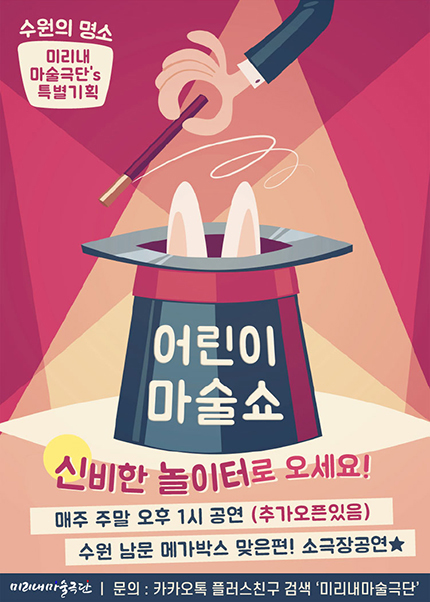 수원의 명소
미리내
마술극단's
특별기획
어린이
마술쇼
신비한 놀이터로 오세요!
매주 주말 오후 1시 공연 (추가오픈있음)
수원 남문 메가박스 맞은편! 소극장공연★
미리내마술극단 | 문의 : 카카오톡 플러스친구 검색 '미리내마술극단'